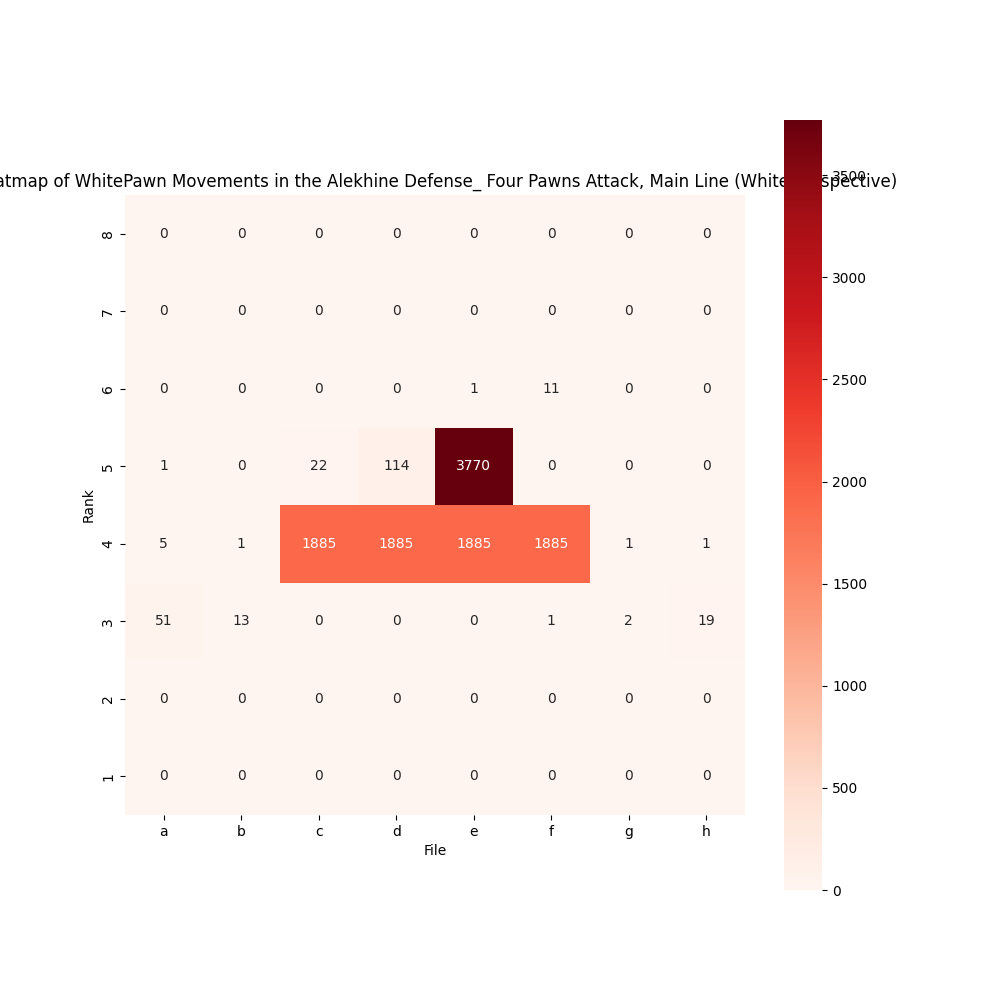 atmap of WhitePawn Movements in the Alekhine Defense_ Four Pawns Attack, Main Line (White spective)
8 0 0 0 0 0 0 0 0
7 0 0 0 0 0 0 0 0
6 0 0 0 0 1 11 0 0
5 1 0 22 114 3770 0 0 0
Rank
4 5 1 1885 1885 1885 1885 1 1
3 51 13 0 0 0 1 2 19
2 0 0 0 0 0 0 0 0
1 0 0 0 0 0 0 0 0
a b c d e f g h
File
3500
3000
2500
2000
1500
1000
500
0